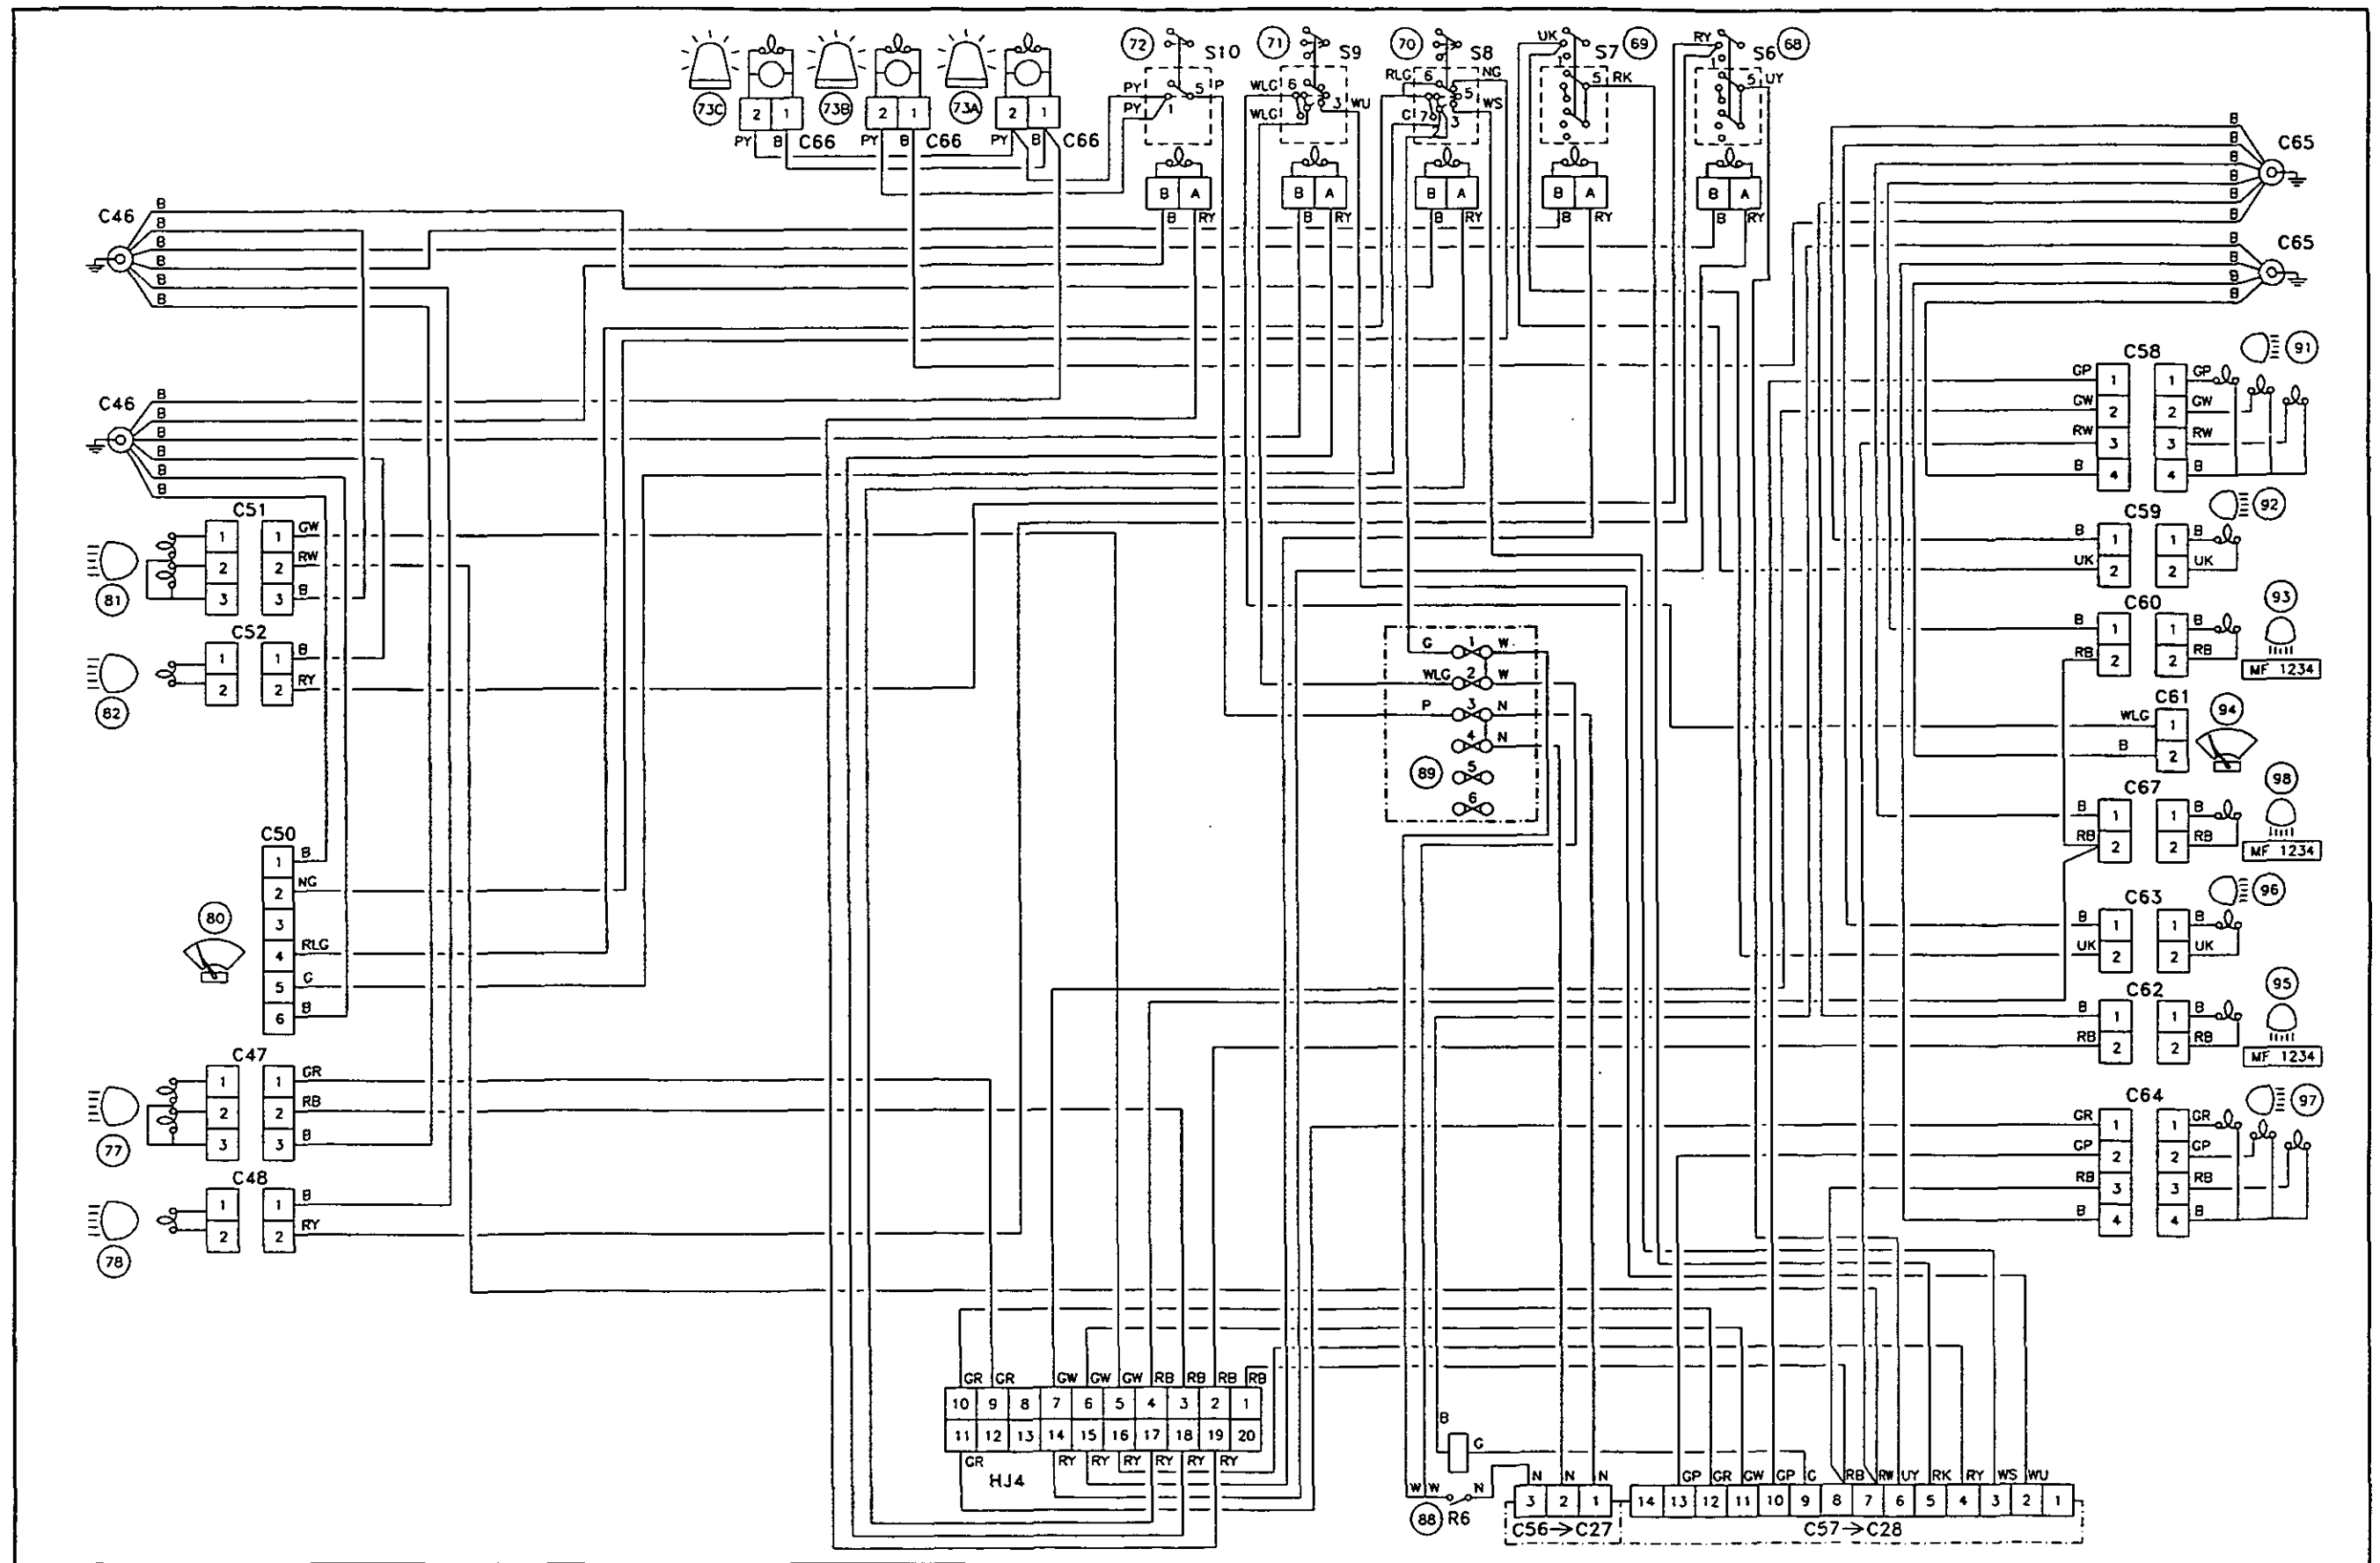 72 S10 71 S9 70 S8 UK S7 69 RY S6 68
73C 73B 73A
2 1 2 1 2 1
PY B C66 PY B C66 PY B C66
PY PY 1 5 P
WLG WLG 6 3 WU
RLG 6 NG 5 WS G 7 3
1 5 RK
1 5 UY
B A B A B A B A B A
B RY B RY B RY B RY B RY
C46
B
B
B
B
B
B
C46
B
B
B
B
B
B
C65
B
B
B
B
B
B
C65
B
B
B
B
C51
1 1 GW
2 2 RW
3 3 B
81
C52
1 1 B
2 2 RY
82
C50
1 B
2 NG
3
4 RLG
5 G
6 B
80
C47
1 1 GR
2 2 RB
3 3 B
77
C48
1 1 B
2 2 RY
78
G 1 W
WLG 2 W
P 3 N
4 N
5
6
89
C58 91
GP 1 1 GP
GW 2 2 GW
RW 3 3 RW
B 4 4 B
C59 92
B 1 1 B
UK 2 2 UK
C60 93
B 1 1 B
RB 2 2 RB
MF 1234
C61 94
WLG 1
B 2
C67 98
B 1 1 B
RB 2 2 RB
MF 1234
C63 96
B 1 1 B
UK 2 2 UK
C62 95
B 1 1 B
RB 2 2 RB
MF 1234
C64 97
GR 1 1 GR
GP 2 2 GP
RB 3 3 RB
B 4 4 B
GR GR GW GW GW RB RB RB RB
10 9 8 7 6 5 4 3 2 1
11 12 13 14 15 16 17 18 19 20
GR RY RY RY RY RY RY
HJ4
B
G
W W N
88 R6
N N N
3 2 1
C56→C27
GP GR GW GP G RB RW UY RK RY WS WU
14 13 12 11 10 9 8 7 6 5 4 3 2 1
C57→C28